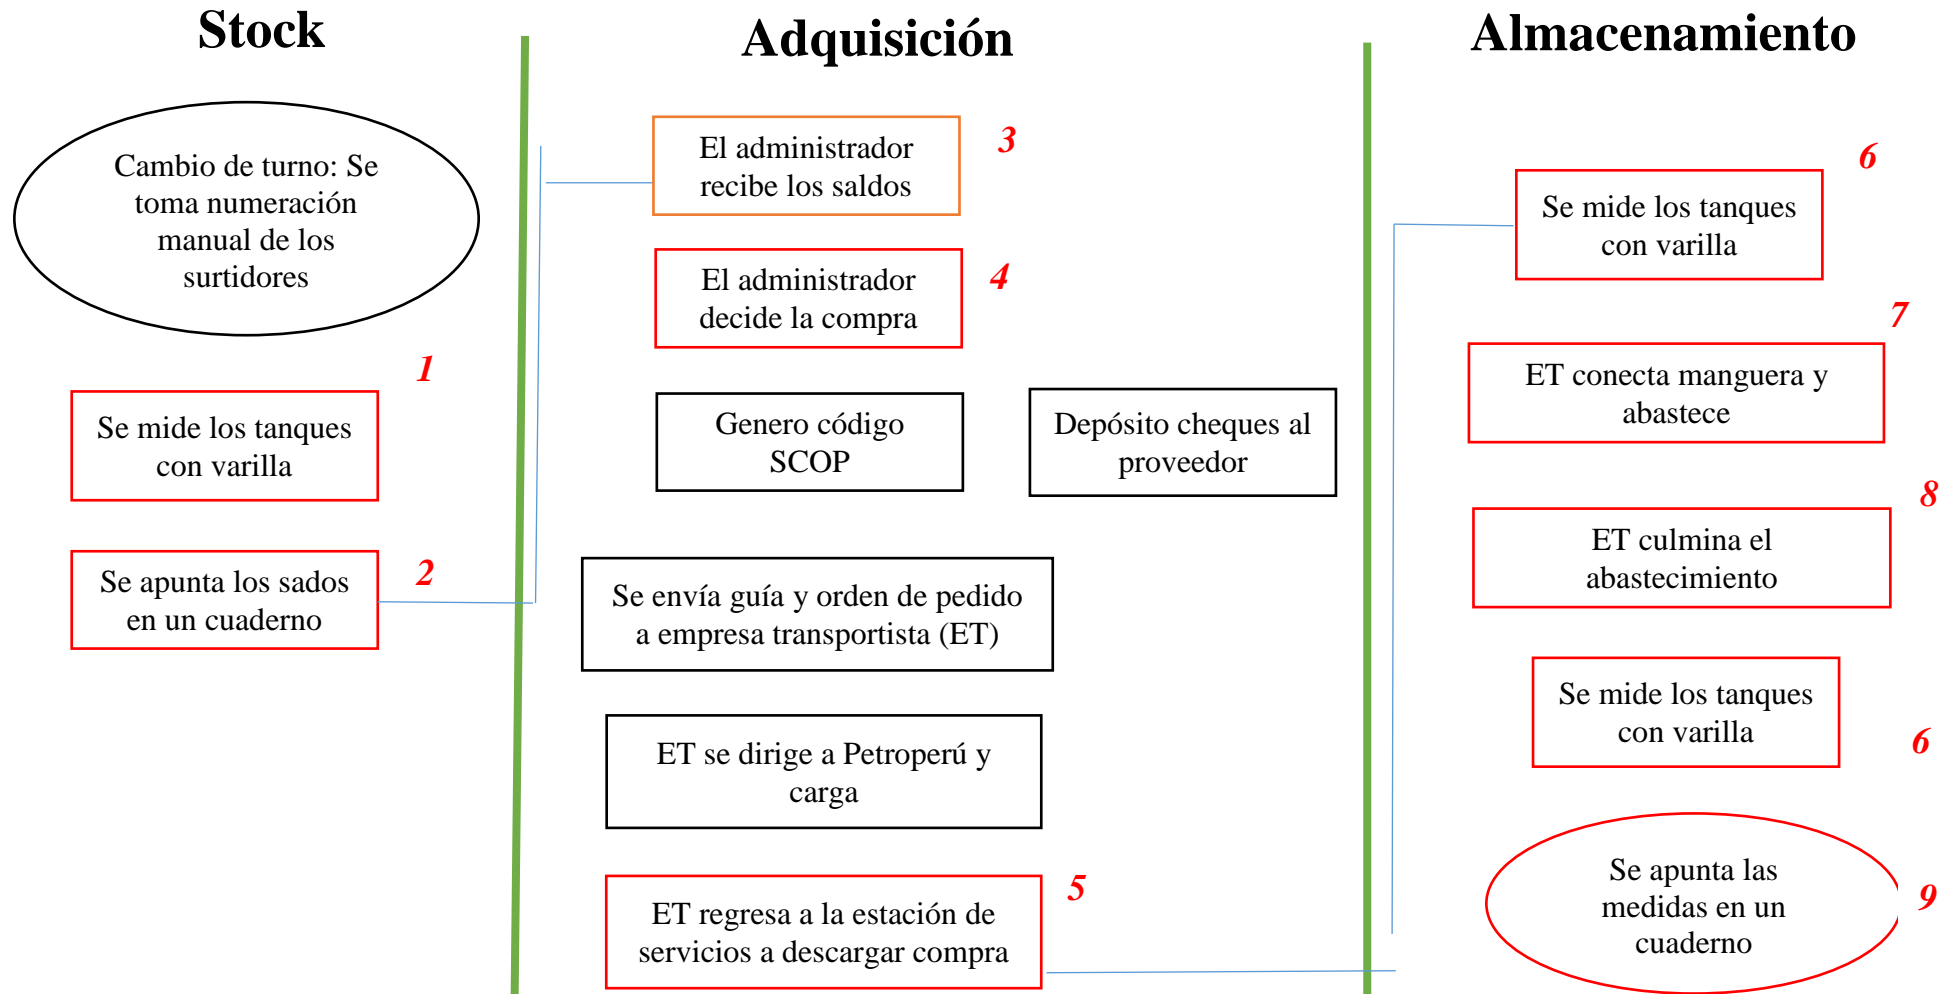 Stock
Cambio de turno: Se
toma numeración
manual de los
surtidores
1
Se mide los tanques
con varilla
2
Se apunta los sados
en un cuaderno
Adquisición
3
El administrador
recibe los saldos
4
El administrador
decide la compra
Genero código
SCOP
Depósito cheques al
proveedor
Se envía guía y orden de pedido
a empresa transportista (ET)
ET se dirige a Petroperú y
carga
5
ET regresa a la estación de
servicios a descargar compra
Almacenamiento
6
Se mide los tanques
con varilla
7
ET conecta manguera y
abastece
8
ET culmina el
abastecimiento
Se mide los tanques
con varilla
6
Se apunta las
medidas en un
cuaderno
9